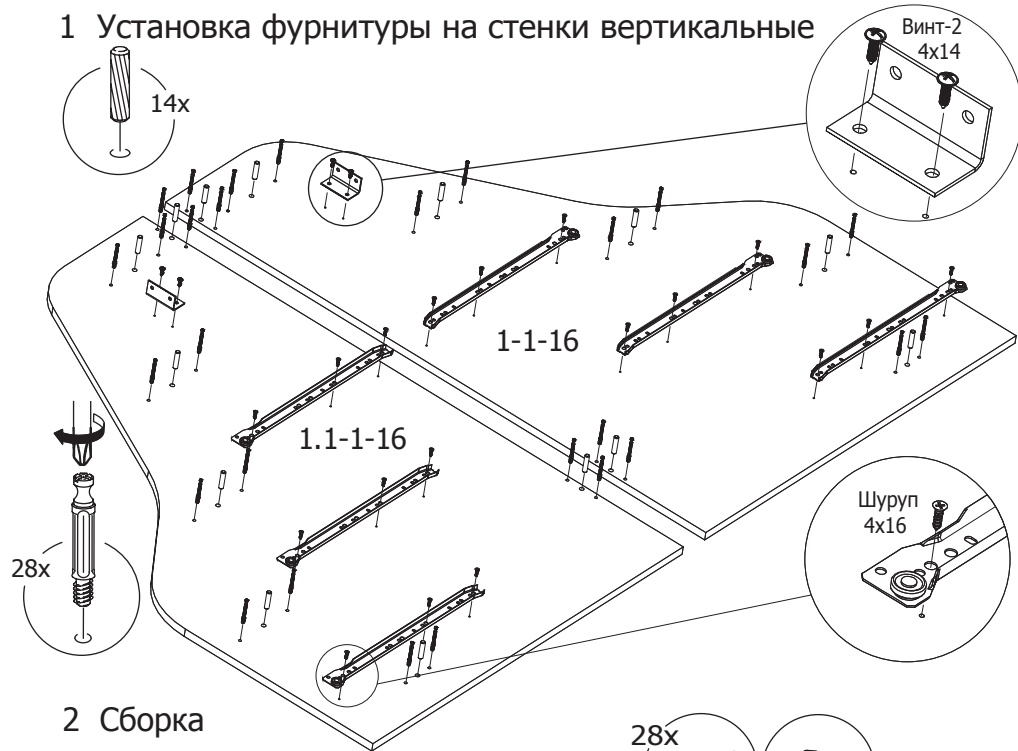 1 Установка фурнитуры на стенки вертикальные
Винт-2
4x14
14x
1-1-16
1.1-1-16
Шуруп
4x16
28x
2 Сборка
28x